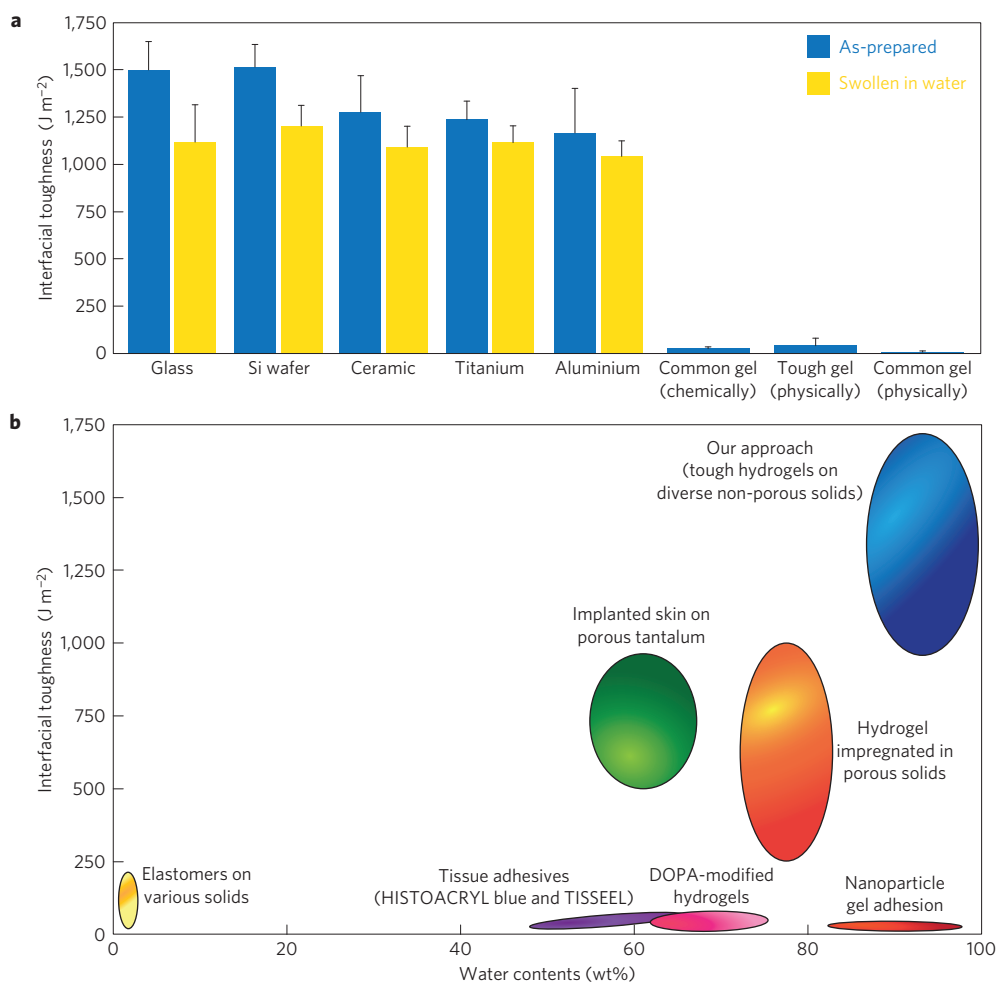 a
1,750
1,500
1,250
1,000
750
500
250
0
Interfacial toughness (J m−2)
As-prepared
Swollen in water
Glass
Si wafer
Ceramic
Titanium
Aluminium
Common gel
(chemically)
Tough gel
(physically)
Common gel
(physically)
b
1,750
1,500
1,250
1,000
750
500
250
0
Interfacial toughness (J m−2)
Our approach
(tough hydrogels on
diverse non-porous solids)
Implanted skin on
porous tantalum
Hydrogel
impregnated in
porous solids
Elastomers on
various solids
Tissue adhesives
(HISTOACRYL blue and TISSEEL)
DOPA-modified
hydrogels
Nanoparticle
gel adhesion
0
20
40
60
80
100
Water contents (wt%)